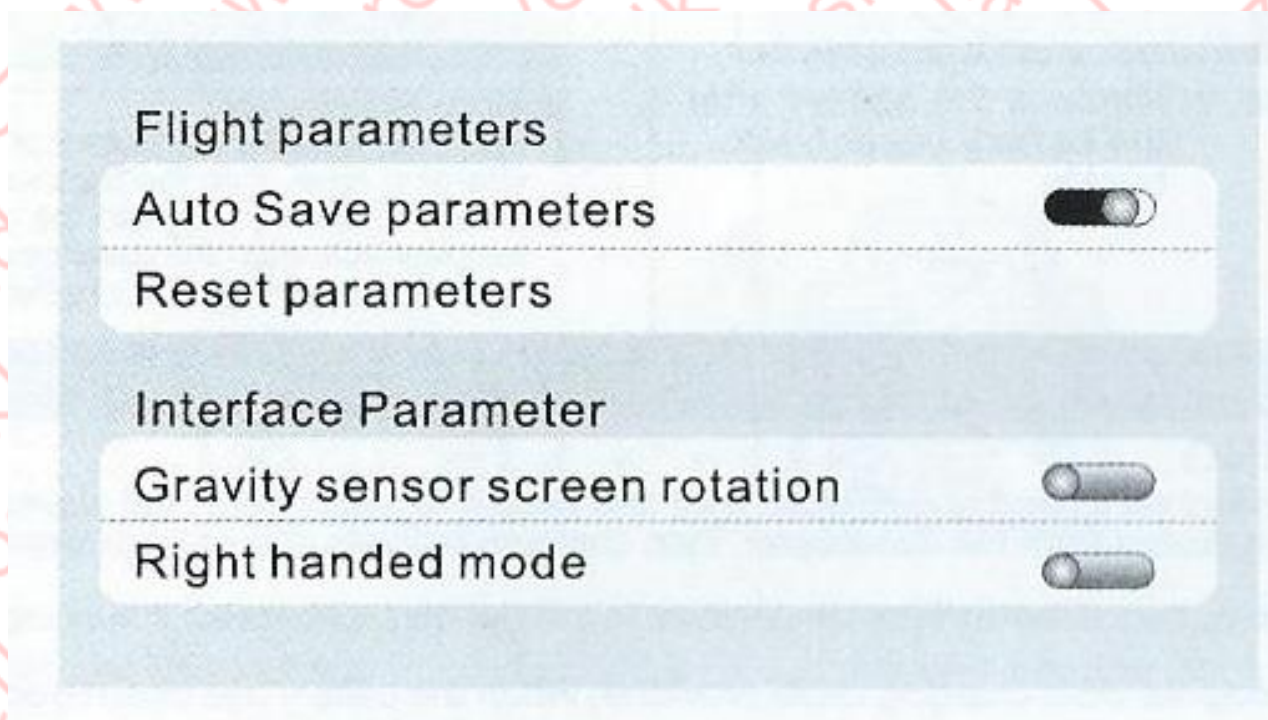 Flight parameters
Auto Save parameters
Reset parameters
Interface Parameter
Gravity sensor screen rotation
Right handed mode